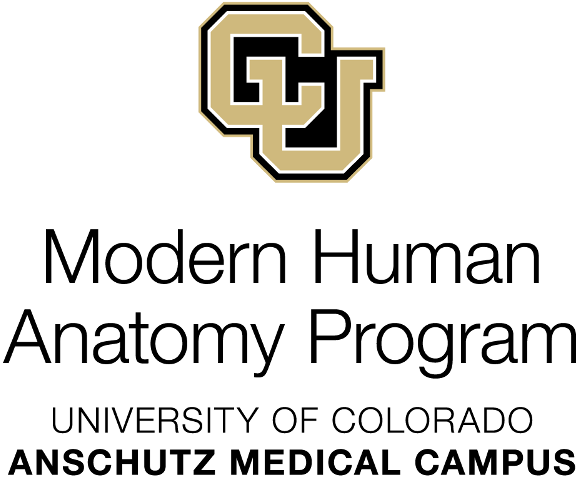 CU
Modern Human
Anatomy Program
UNIVERSITY OF COLORADO
ANSCHUTZ MEDICAL CAMPUS